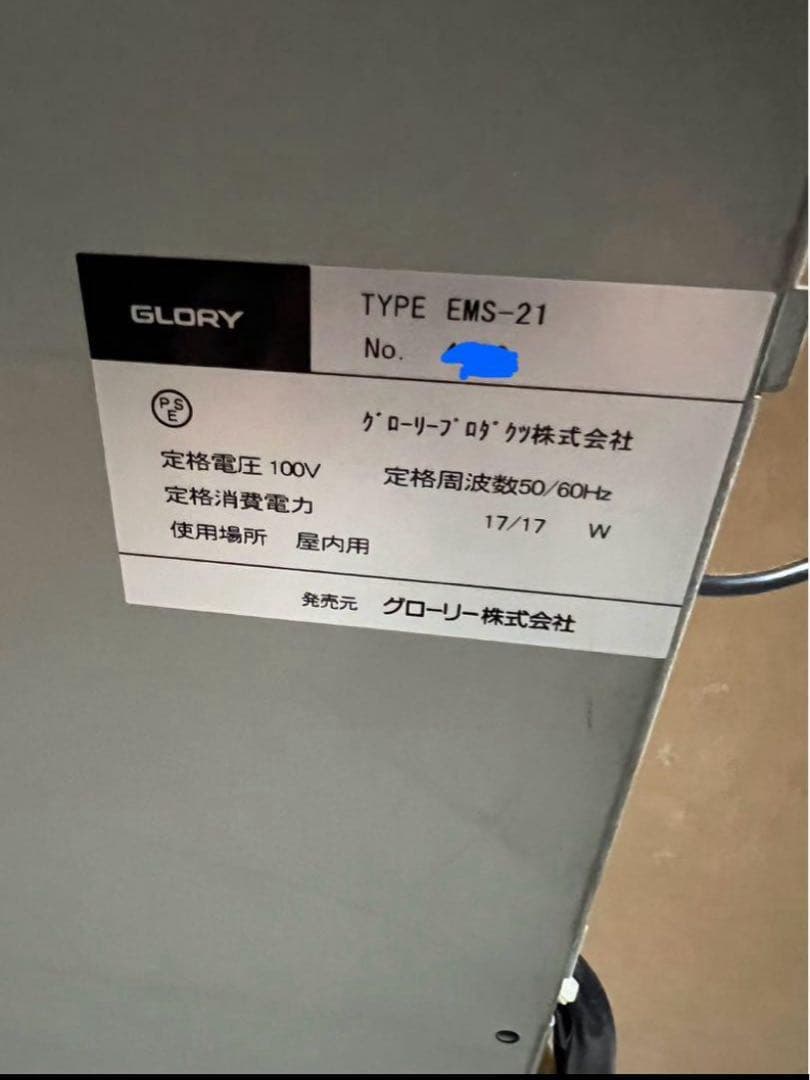 GLORY
TYPE EMS-21
No.
PSE
グロ-リ-プロダクツ株式会社
定格電圧 100V 定格周波数50/60Hz
定格消費電力 17/17 W
使用場所 屋内用
発売元 グローリー株式会社